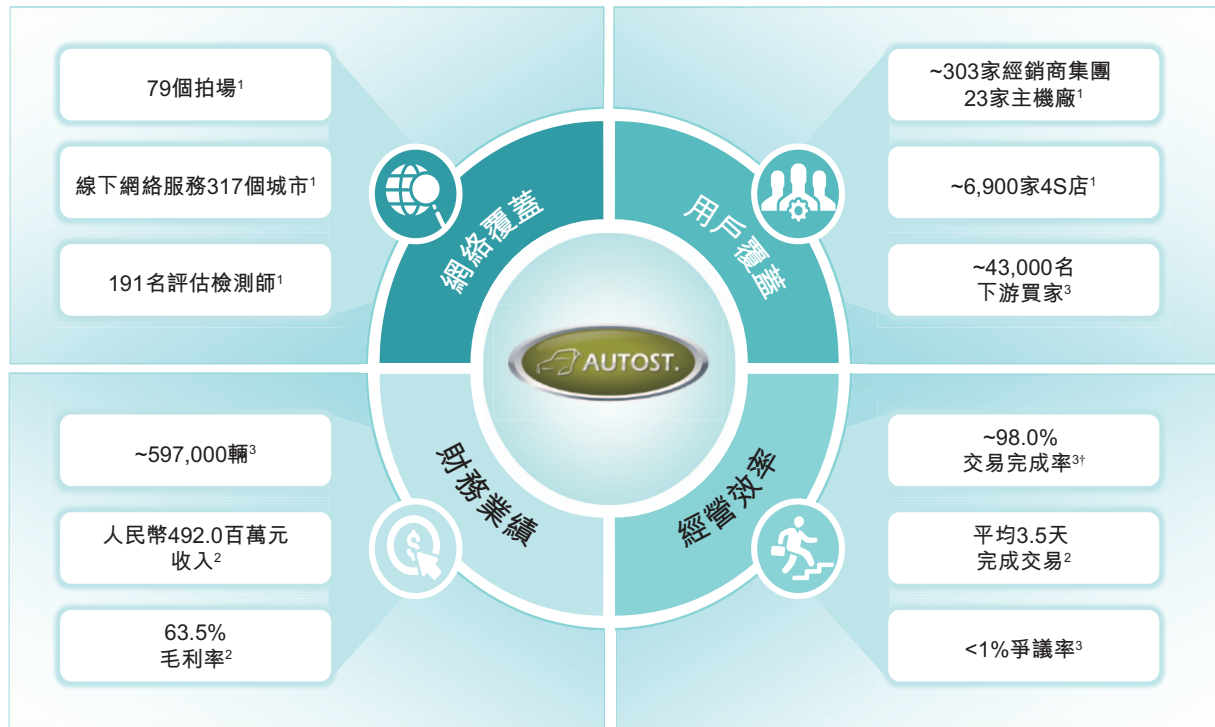 79個拍場¹
線下網絡服務317個城市¹
191名評估檢測師¹
網絡覆蓋
~303家經銷商集團
23家主機廠¹
~6,900家4S店¹
~43,000名
下游買家³
用戶覆蓋
AUTOST.
~597,000輛³
人民幣492.0百萬元
收入²
63.5%
毛利率²
財務業績
~98.0%
交易完成率³†
平均3.5天
完成交易²
<1%爭議率³
經營效率